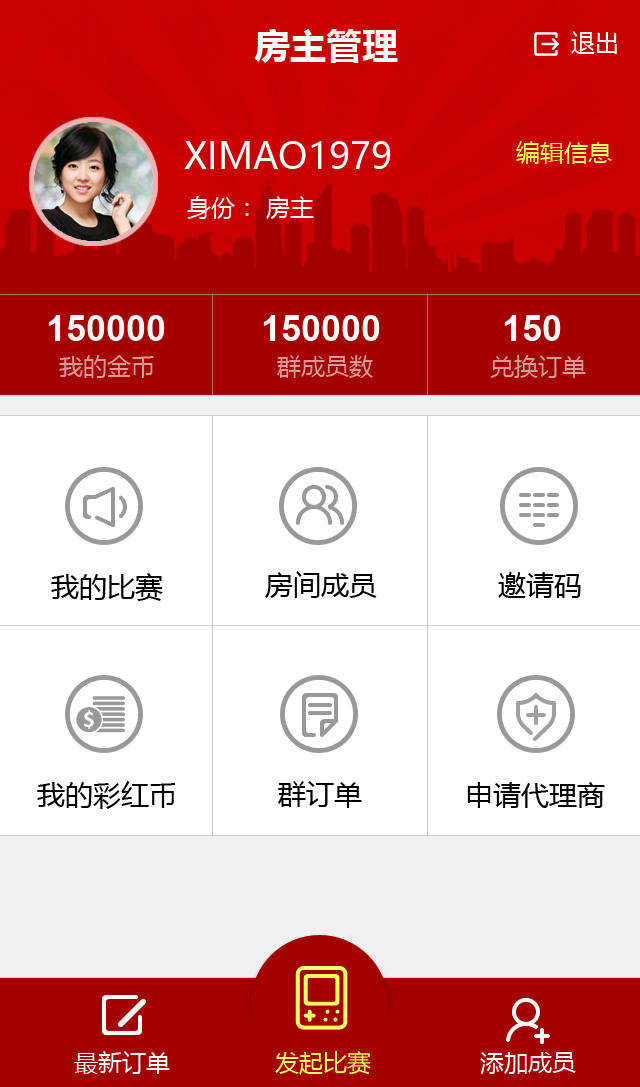 房主管理
退出
XIMAO1979
编辑信息
身份：房主
150000
150000
150
我的金币
群成员数
兑换订单
我的比赛
房间成员
邀请码
$
我的彩红币
群订单
申请代理商
最新订单
发起比赛
添加成员